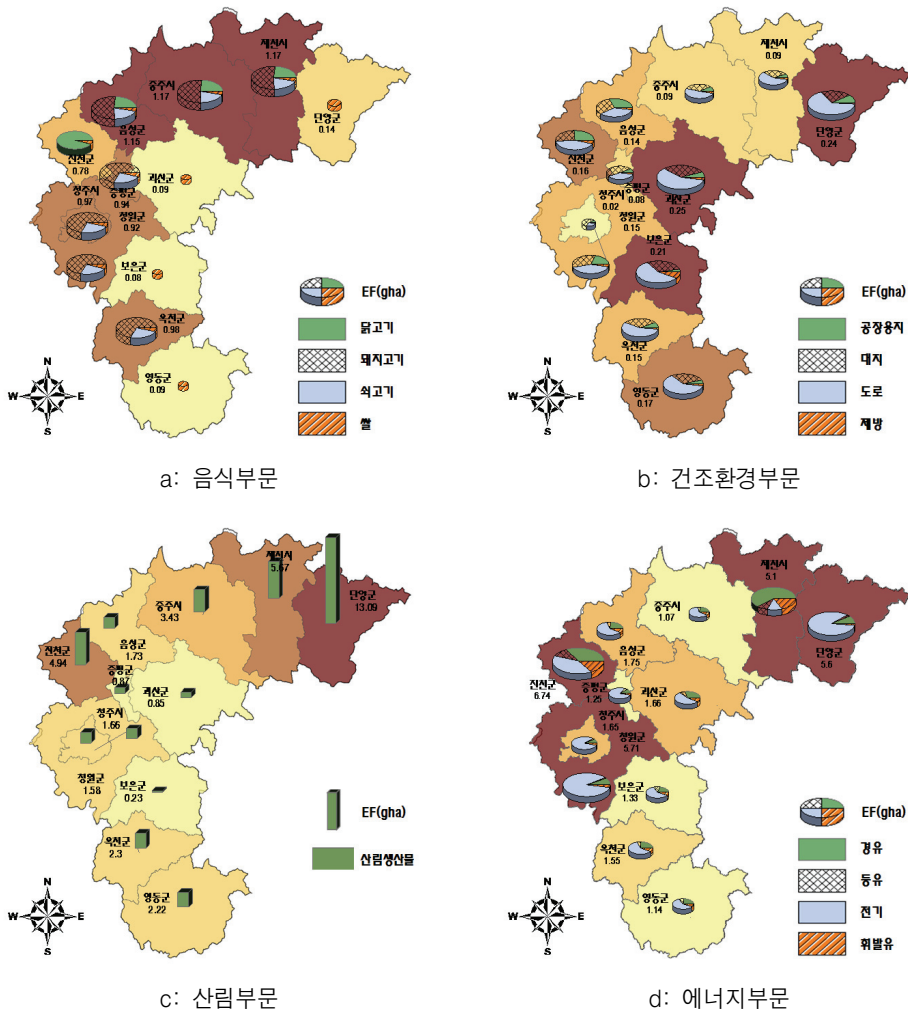 제천시
1.17
충주시
1.17
단양군
0.14
음성군
1.15
진천군
0.78
괴산군
0.09
청주시
0.97
증평군
0.94
청원군
0.92
보은군
0.08
옥천군
0.98
영동군
0.09
N
W E
S
EF(gha)
닭고기
돼지고기
쇠고기
쌀
a: 음식부문
제천시
0.09
충주시
0.09
단양군
0.24
음성군
0.14
진천군
0.16
증평군
0.08
괴산군
0.25
청주시
0.02
청원군
0.15
보은군
0.21
옥천군
0.15
영동군
0.17
N
W E
S
EF(gha)
공장용지
대지
도로
제방
b: 건조환경부문
제천시
5.67
단양군
13.09
충주시
3.43
음성군
1.73
진천군
4.94
증평군
0.87
괴산군
0.85
청주시
1.66
청원군
1.58
보은군
0.23
옥천군
2.3
영동군
2.22
N
W E
S
EF(gha)
산림생산물
c: 산림부문
제천시
5.1
충주시
1.07
단양군
5.6
음성군
1.75
진천군
6.74
증평군
1.25
괴산군
1.66
청주시
1.65
청원군
5.71
보은군
1.33
옥천군
1.55
영동군
1.14
N
W E
S
EF(gha)
경유
등유
전기
휘발유
d: 에너지부문